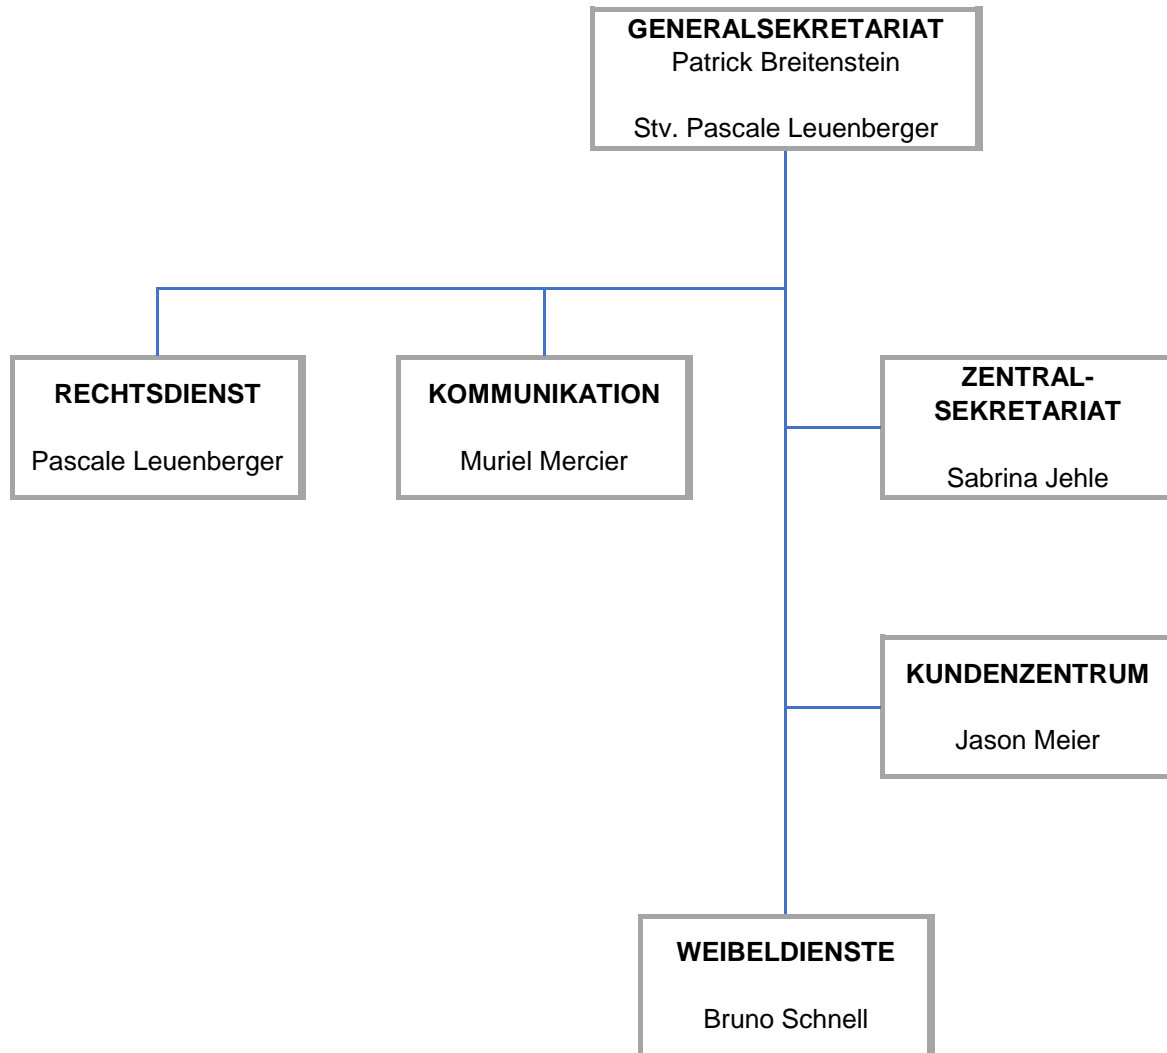 GENERALSEKRETARIAT
Patrick Breitenstein
Stv. Pascale Leuenberger
RECHTSDIENST
Pascale Leuenberger
KOMMUNIKATION
Muriel Mercier
ZENTRAL-
SEKRETARIAT
Sabrina Jehle
KUNDENZENTRUM
Jason Meier
WEIBELDIENSTE
Bruno Schnell